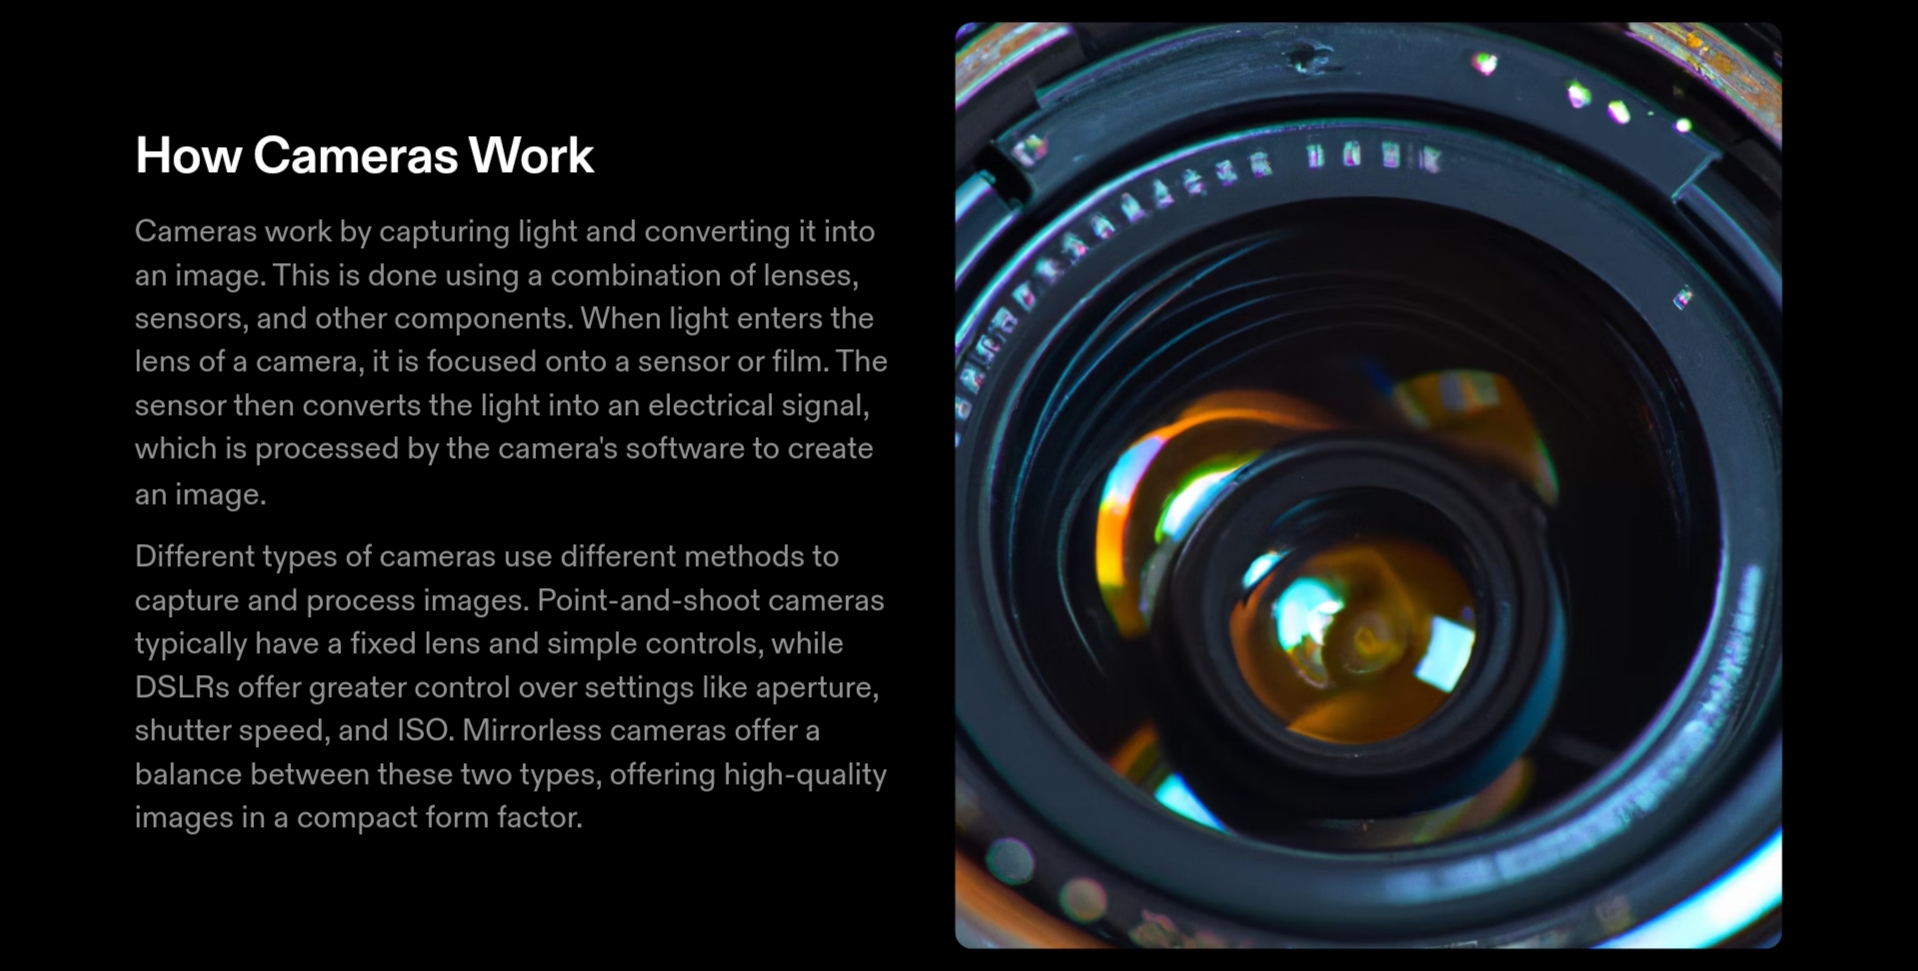 How Cameras Work
Cameras work by capturing light and converting it into
an image. This is done using a combination of lenses,
sensors, and other components. When light enters the
lens of a camera, it is focused onto a sensor or film. The
sensor then converts the light into an electrical signal,
which is processed by the camera's software to create
an image.
Different types of cameras use different methods to
capture and process images. Point-and-shoot cameras
typically have a fixed lens and simple controls, while
DSLRs offer greater control over settings like aperture,
shutter speed, and ISO. Mirrorless cameras offer a
balance between these two types, offering high-quality
images in a compact form factor.